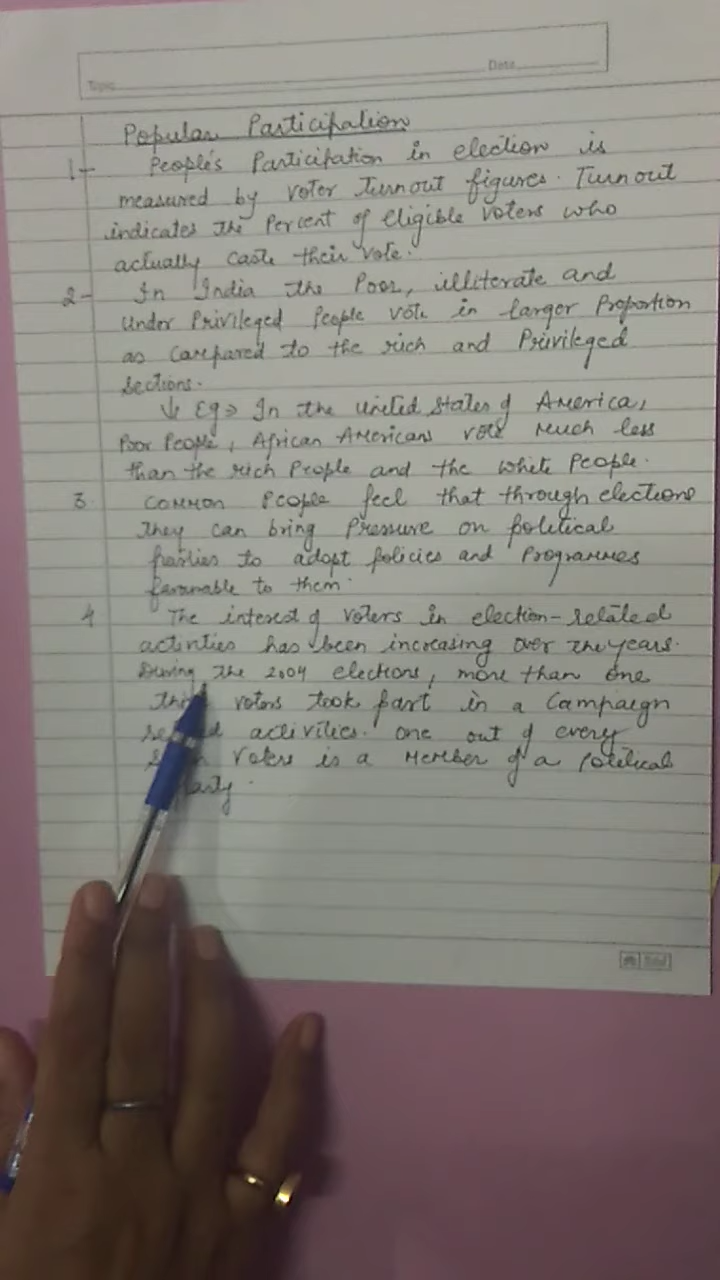 Topic Date
Popular Participation
1- People's Participation in election is
measured by voter Turnout figures. Turnout
indicates the Percent of eligible voters who
actually caste their vote.
2- In India the Poor, illiterate and
under Privileged People vote in larger Proportion
as compared to the rich and Privileged
sections.
↓ Eg⇒ In the united states of America,
Poor People, African Americans vote much less
than the rich People and the white People.
3 common People feel that through elections
they can bring Pressure on political
parties to adopt policies and Programmes
favourable to them.
4 The interest of voters in election-related
activities has been increasing over the years.
During the 2004 elections, more than one
voters took part in a campaign
activities. one out of every
voters is a member of a political